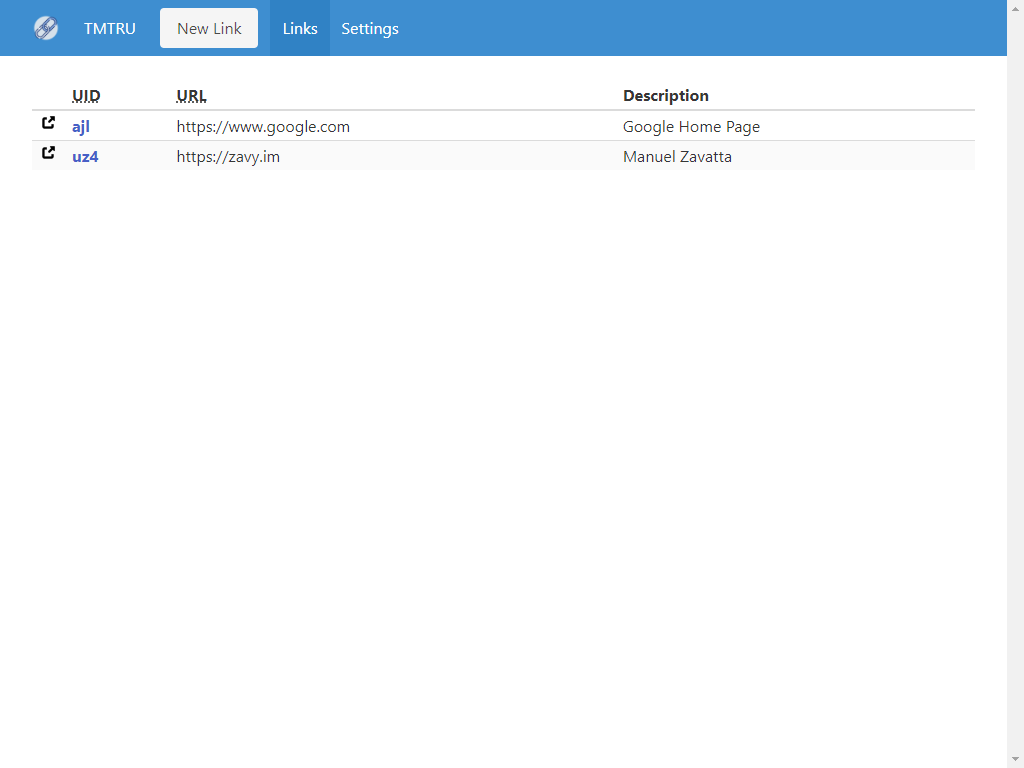 TMTRU New Link Links Settings
UID URL Description
ajl https://www.google.com Google Home Page
uz4 https://zavy.im Manuel Zavatta